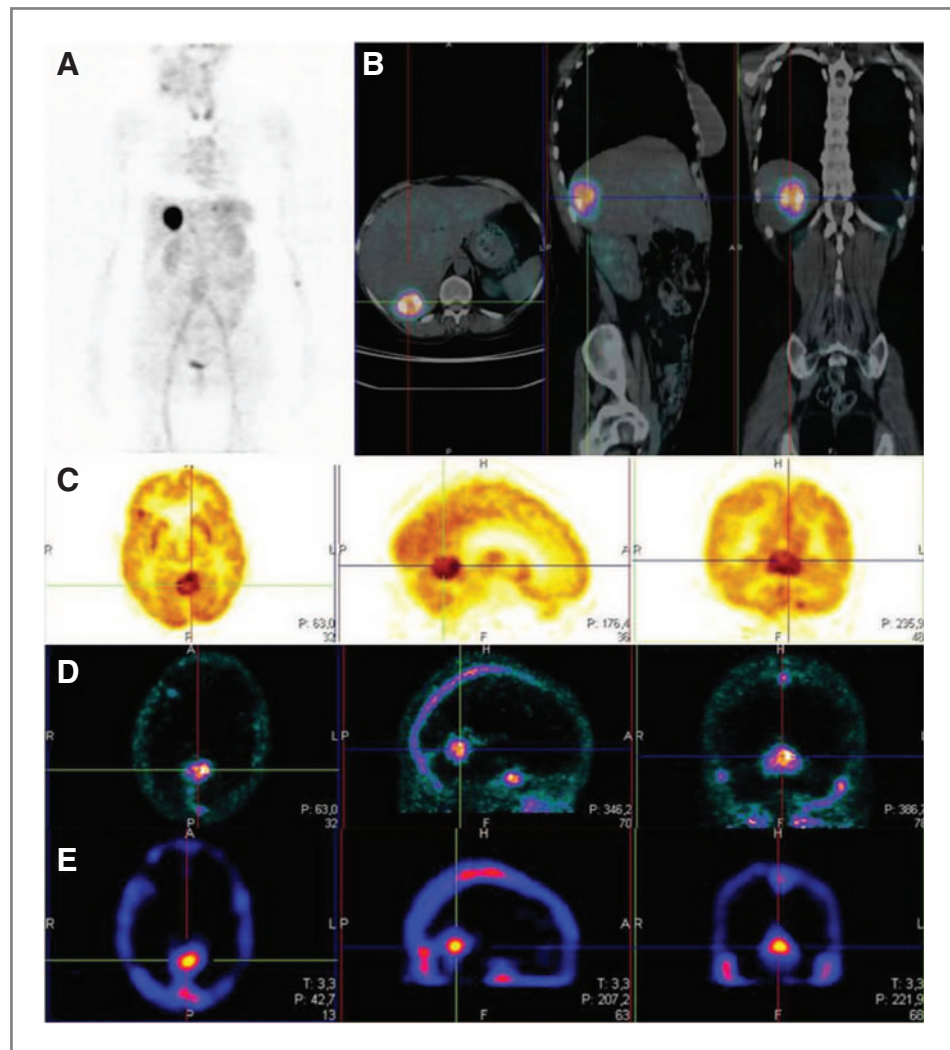 A
B
A
H
H
L P
A R
P
F
F
C
H
H
R
L P
A R
L
P: 63,0
32
P: 176,4
36
P: 235,9
48
P
F
F
D
A
H
H
R
L P
A R
L
P: 63,0
32
P: 346,2
70
P: 386,
78
P
F
F
E
A
H
H
R
L P
A R
L
T: 3,3
P: 42,7
13
T: 3,3
P: 207,2
63
T: 3,3
P: 221,9
68
P
F
F